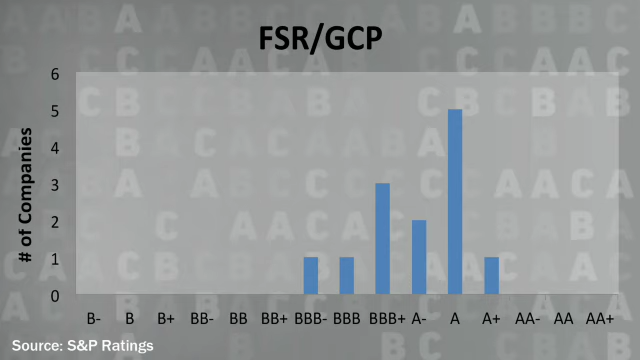 FSR/GCP
# of Companies
6
5
4
3
2
1
0
B- B B+ BB- BB BB+ BBB- BBB BBB+ A- A A+ AA- AA AA+
Source: S&P Ratings